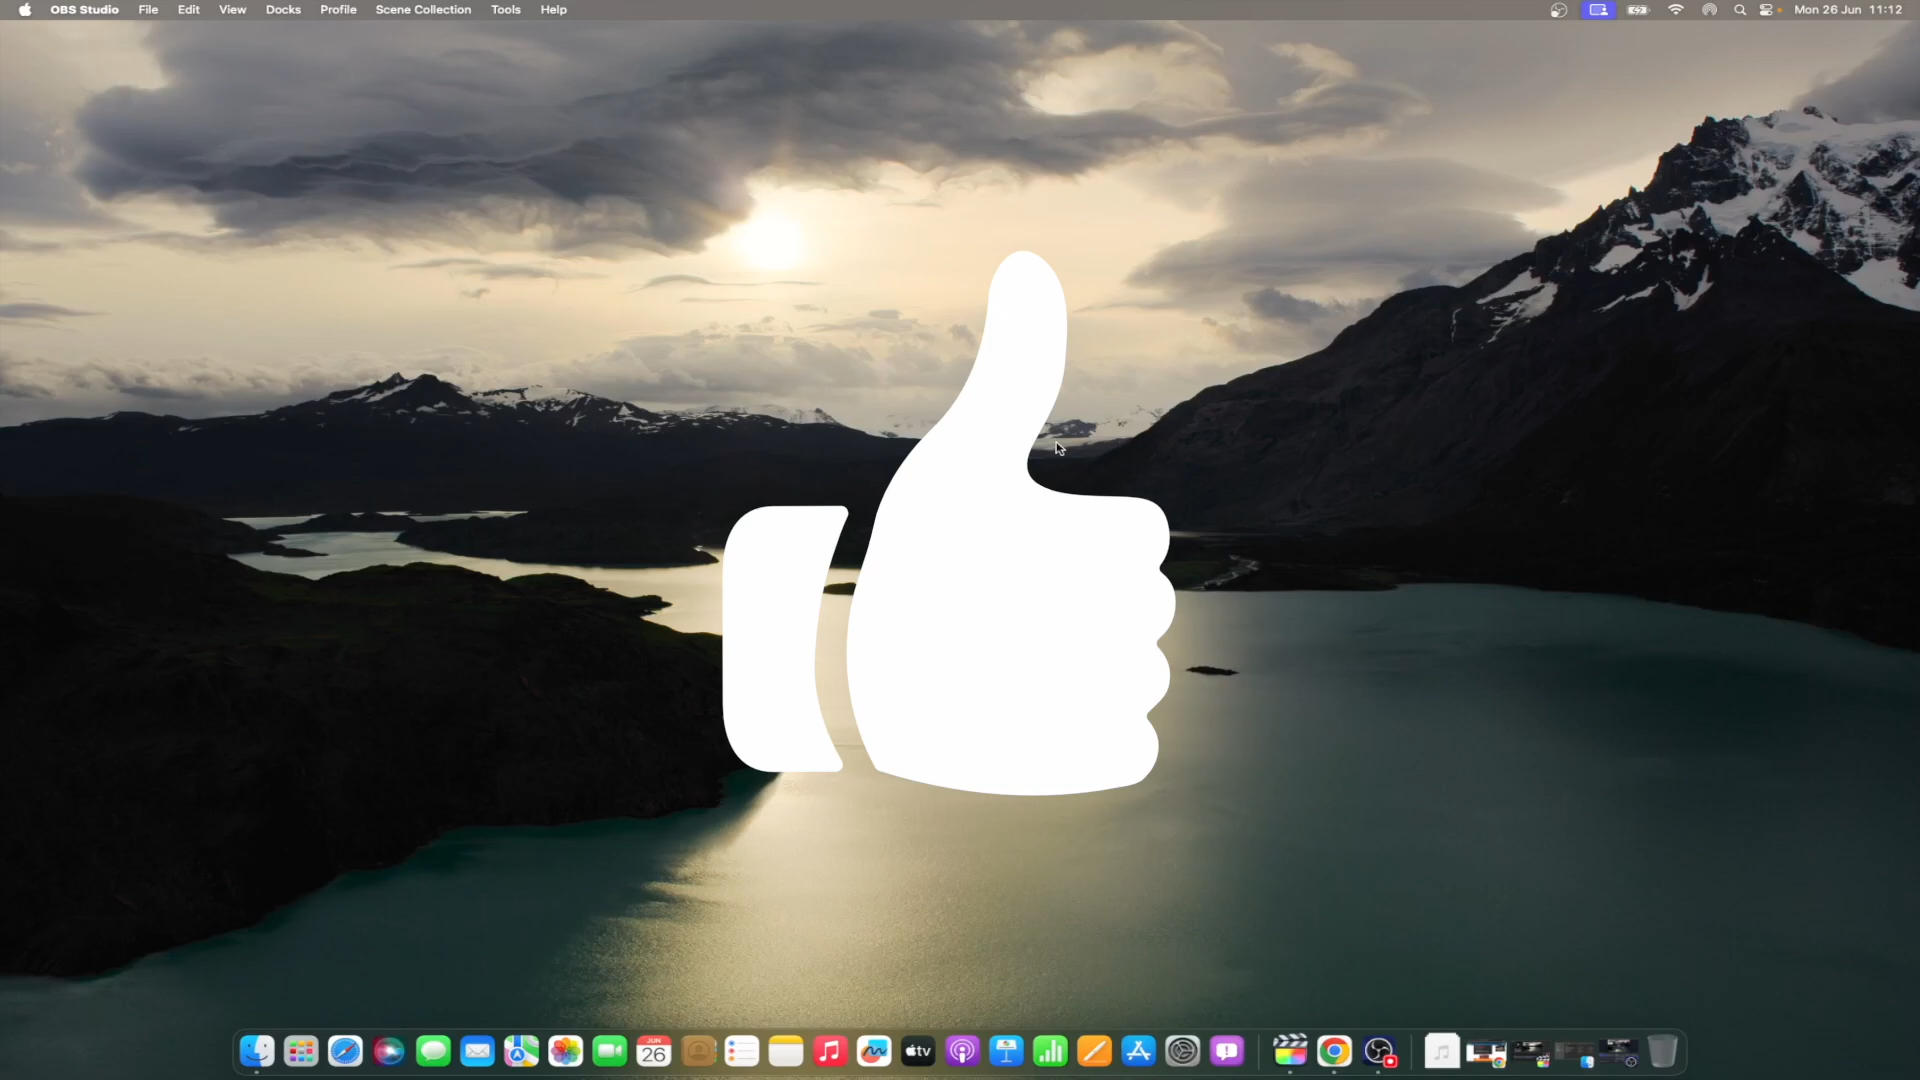 OBS Studio File Edit View Docks Profile Scene Collection Tools Help Mon 26 Jun 11:12
JUN
26
tv